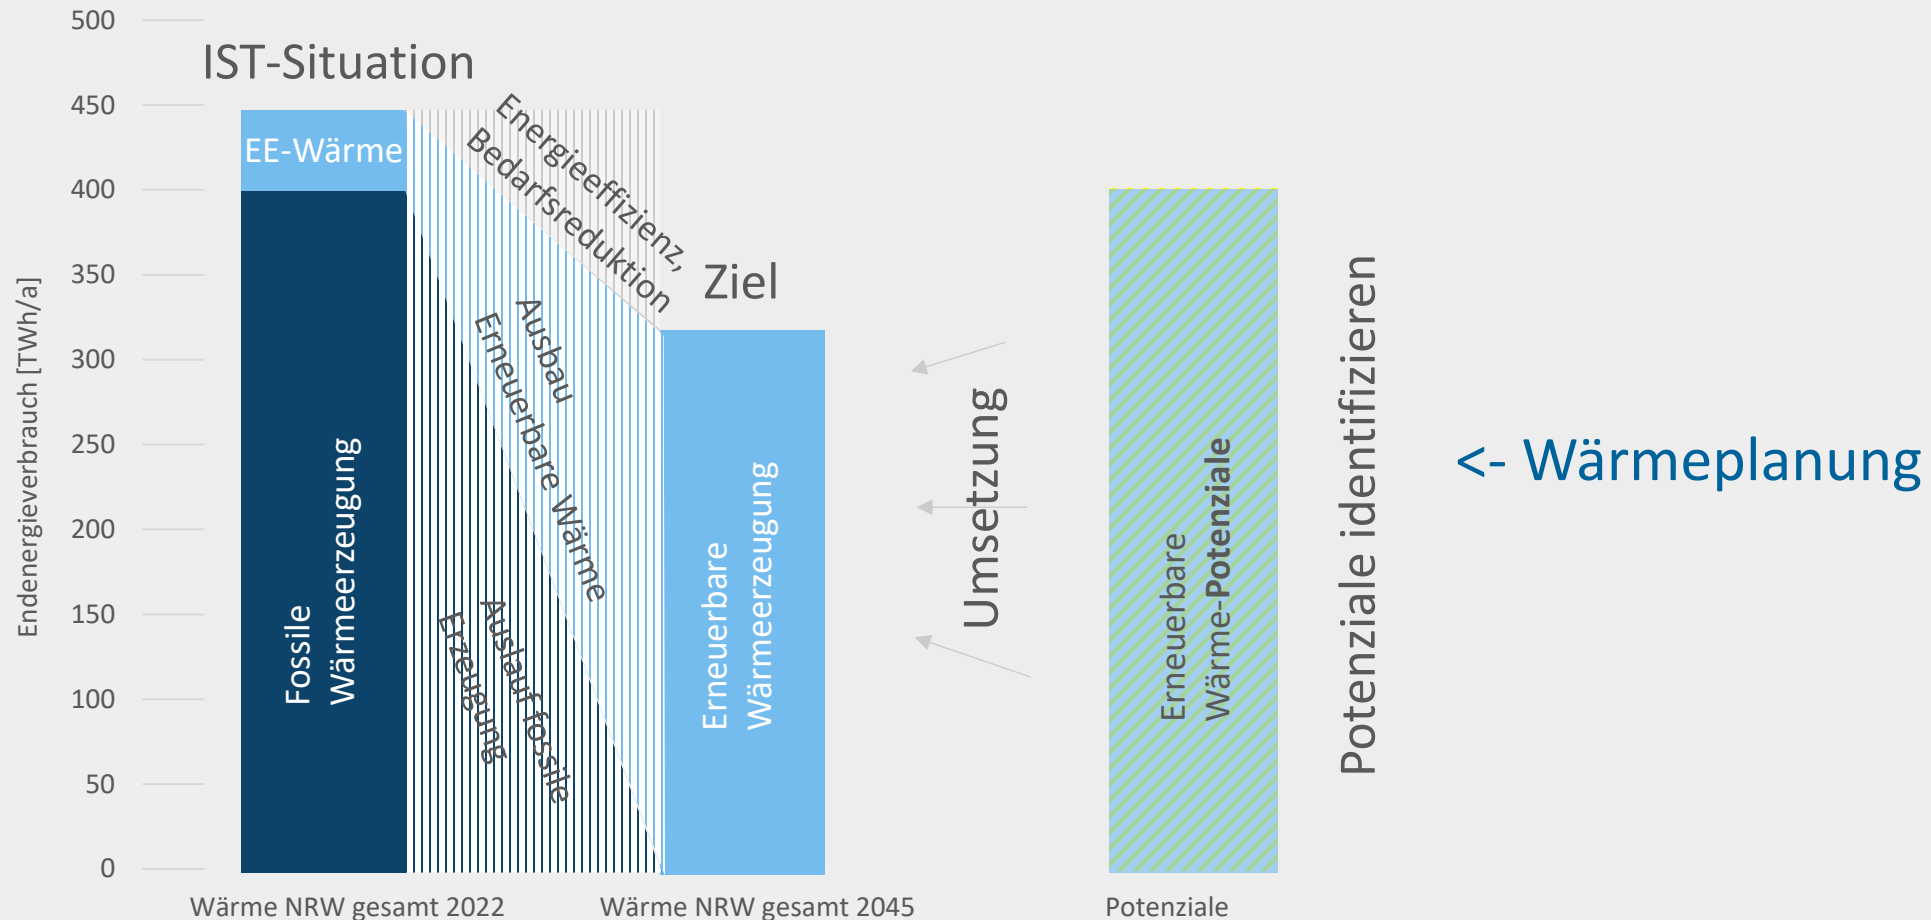 500
450
400
350
300
250
200
150
100
50
0
Endenergieverbrauch [TWh/a]
IST-Situation
EE-Wärme
Fossile
Wärmeerzeugung
Energieeffizienz,
Bedarfsreduktion
Ausbau
Erneuerbare Wärme
Auslauf fossile
Erzeugung
Ziel
Erneuerbare
Wärmeerzeugung
Umsetzung
Erneuerbare
Wärme-Potenziale
Potenziale identifizieren
<- Wärmeplanung
Wärme NRW gesamt 2022
Wärme NRW gesamt 2045
Potenziale